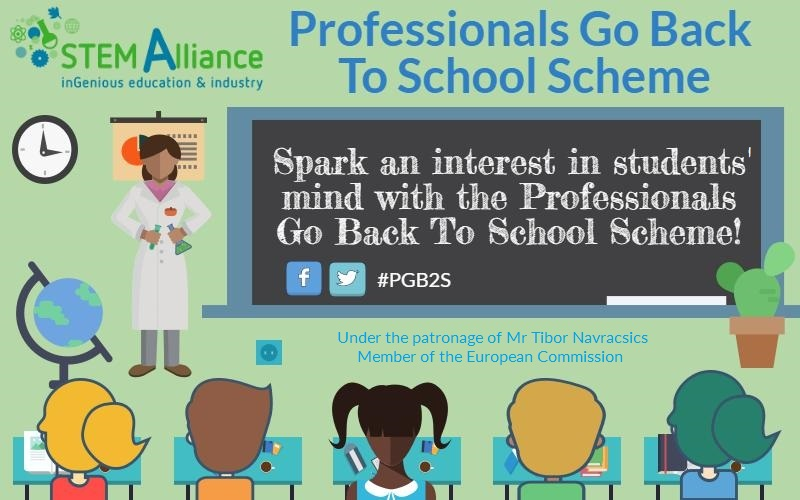 STEM Alliance
inGenious education & industry
Professionals Go Back
To School Scheme
Spark an interest in students'
mind with the Professionals
Go Back To School Scheme!
#PGB2S
Under the patronage of Mr Tibor Navracsics
Member of the European Commission